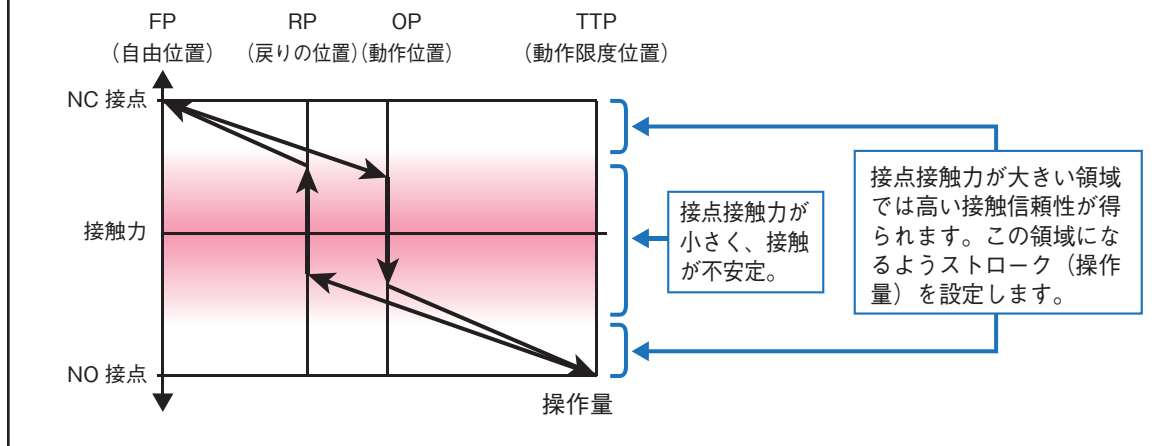 FP
RP
OP
TTP
（自由位置）
（戻りの位置）
（動作位置）
（動作限度位置）
NC 接点
接触力
NO 接点
操作量
接点接触力が
小さく、接触
が不安定。
接点接触力が大きい領域
では高い接触信頼性が得
られます。この領域にな
るようストローク（操作
量）を設定します。